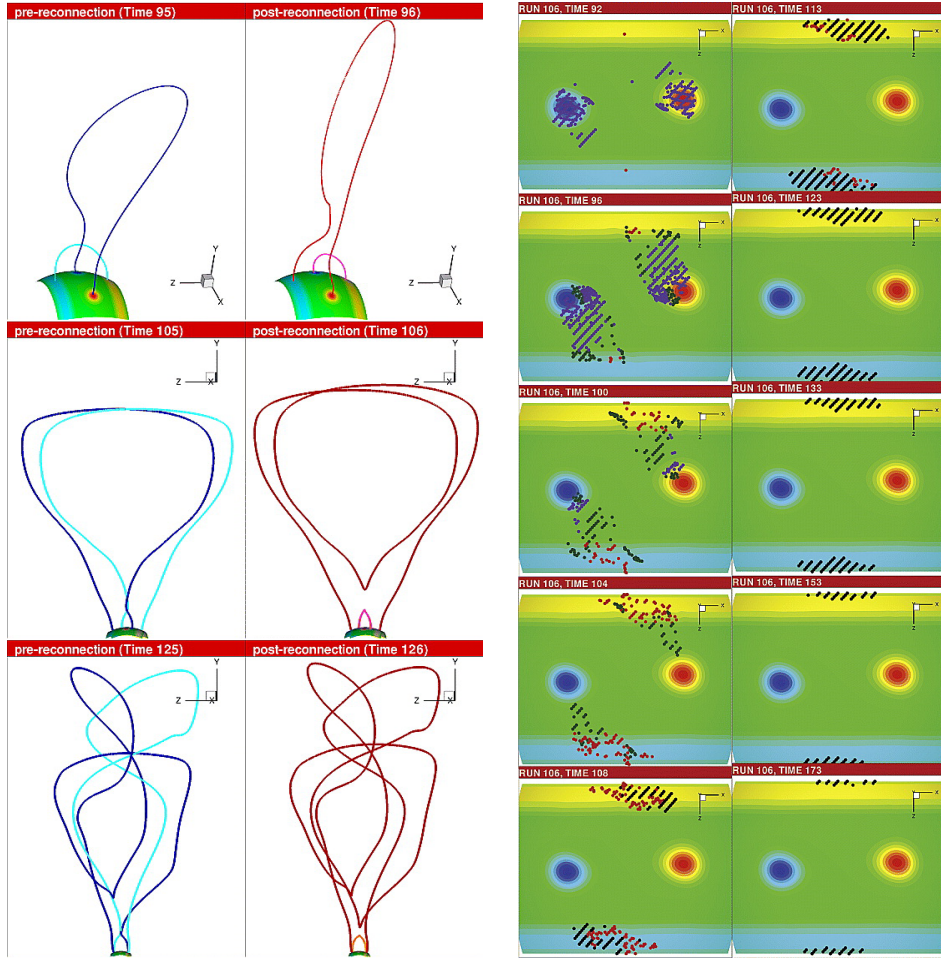 pre-reconnection (Time 95)
post-reconnection (Time 96)
Y
Z
X
Y
Z
X
pre-reconnection (Time 105)
post-reconnection (Time 106)
Y
Z
X
Y
Z
X
pre-reconnection (Time 125)
post-reconnection (Time 126)
Y
Z
X
Y
Z
X
RUN 106, TIME 92
RUN 106, TIME 113
Y
X
Z
Y
X
Z
RUN 106, TIME 96
RUN 106, TIME 123
Y
X
Z
Y
X
Z
RUN 106, TIME 100
RUN 106, TIME 133
Y
X
Z
Y
X
Z
RUN 106, TIME 104
RUN 106, TIME 153
Y
X
Z
Y
X
Z
RUN 106, TIME 108
RUN 106, TIME 173
Y
X
Z
Y
X
Z